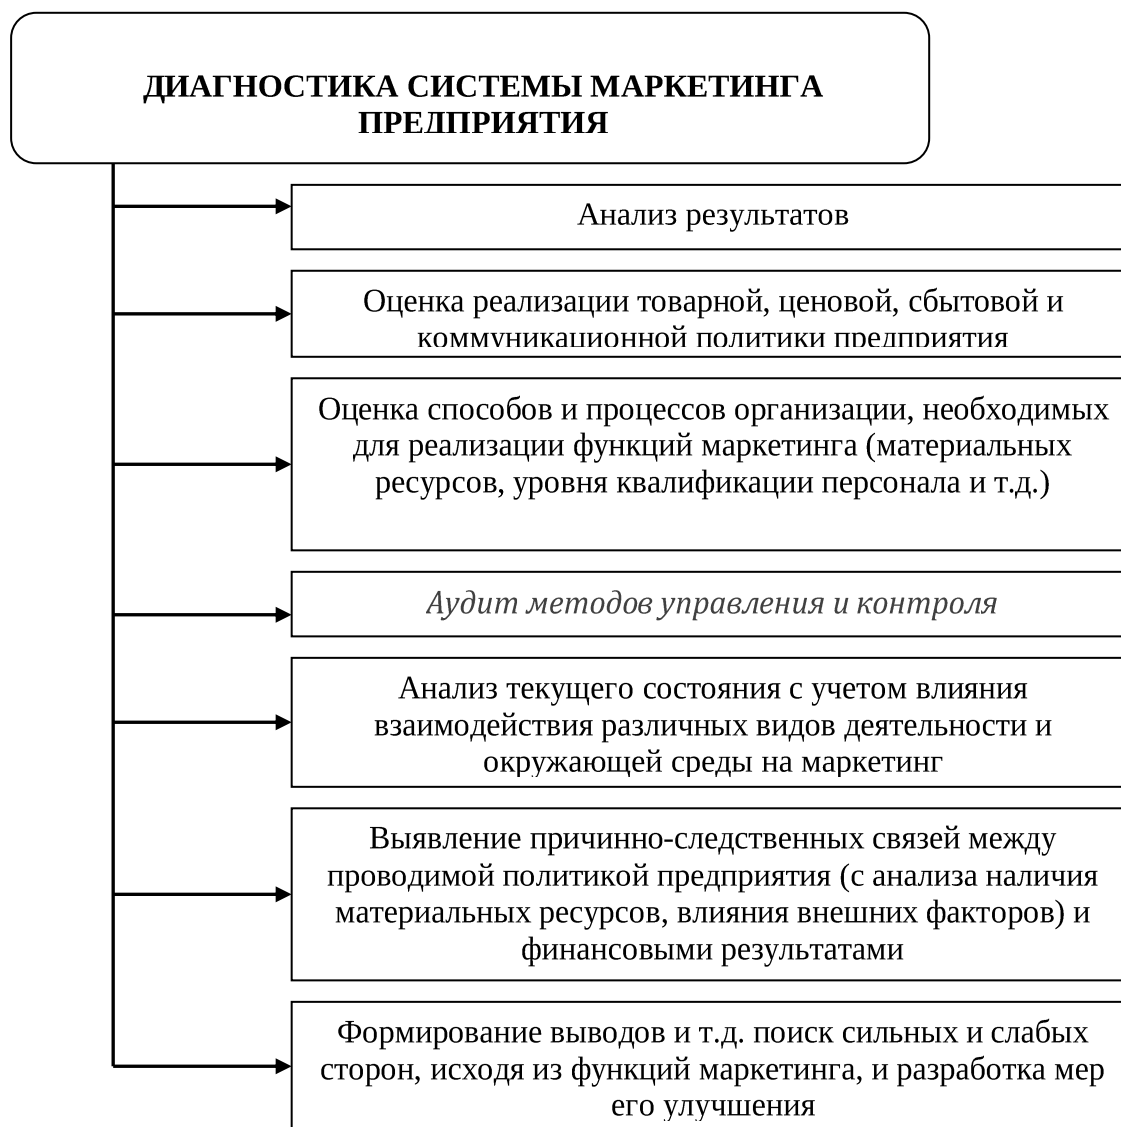 ДИАГНОСТИКА СИСТЕМЫ МАРКЕТИНГА
ПРЕДПРИЯТИЯ
Анализ результатов
Оценка реализации товарной, ценовой, сбытовой и
коммуникационной политики предприятия
Оценка способов и процессов организации, необходимых
для реализации функций маркетинга (материальных
ресурсов, уровня квалификации персонала и т.д.)
Аудит методов управления и контроля
Анализ текущего состояния с учетом влияния
взаимодействия различных видов деятельности и
окружающей среды на маркетинг
Выявление причинно-следственных связей между
проводимой политикой предприятия (с анализа наличия
материальных ресурсов, влияния внешних факторов) и
финансовыми результатами
Формирование выводов и т.д. поиск сильных и слабых
сторон, исходя из функций маркетинга, и разработка мер
его улучшения